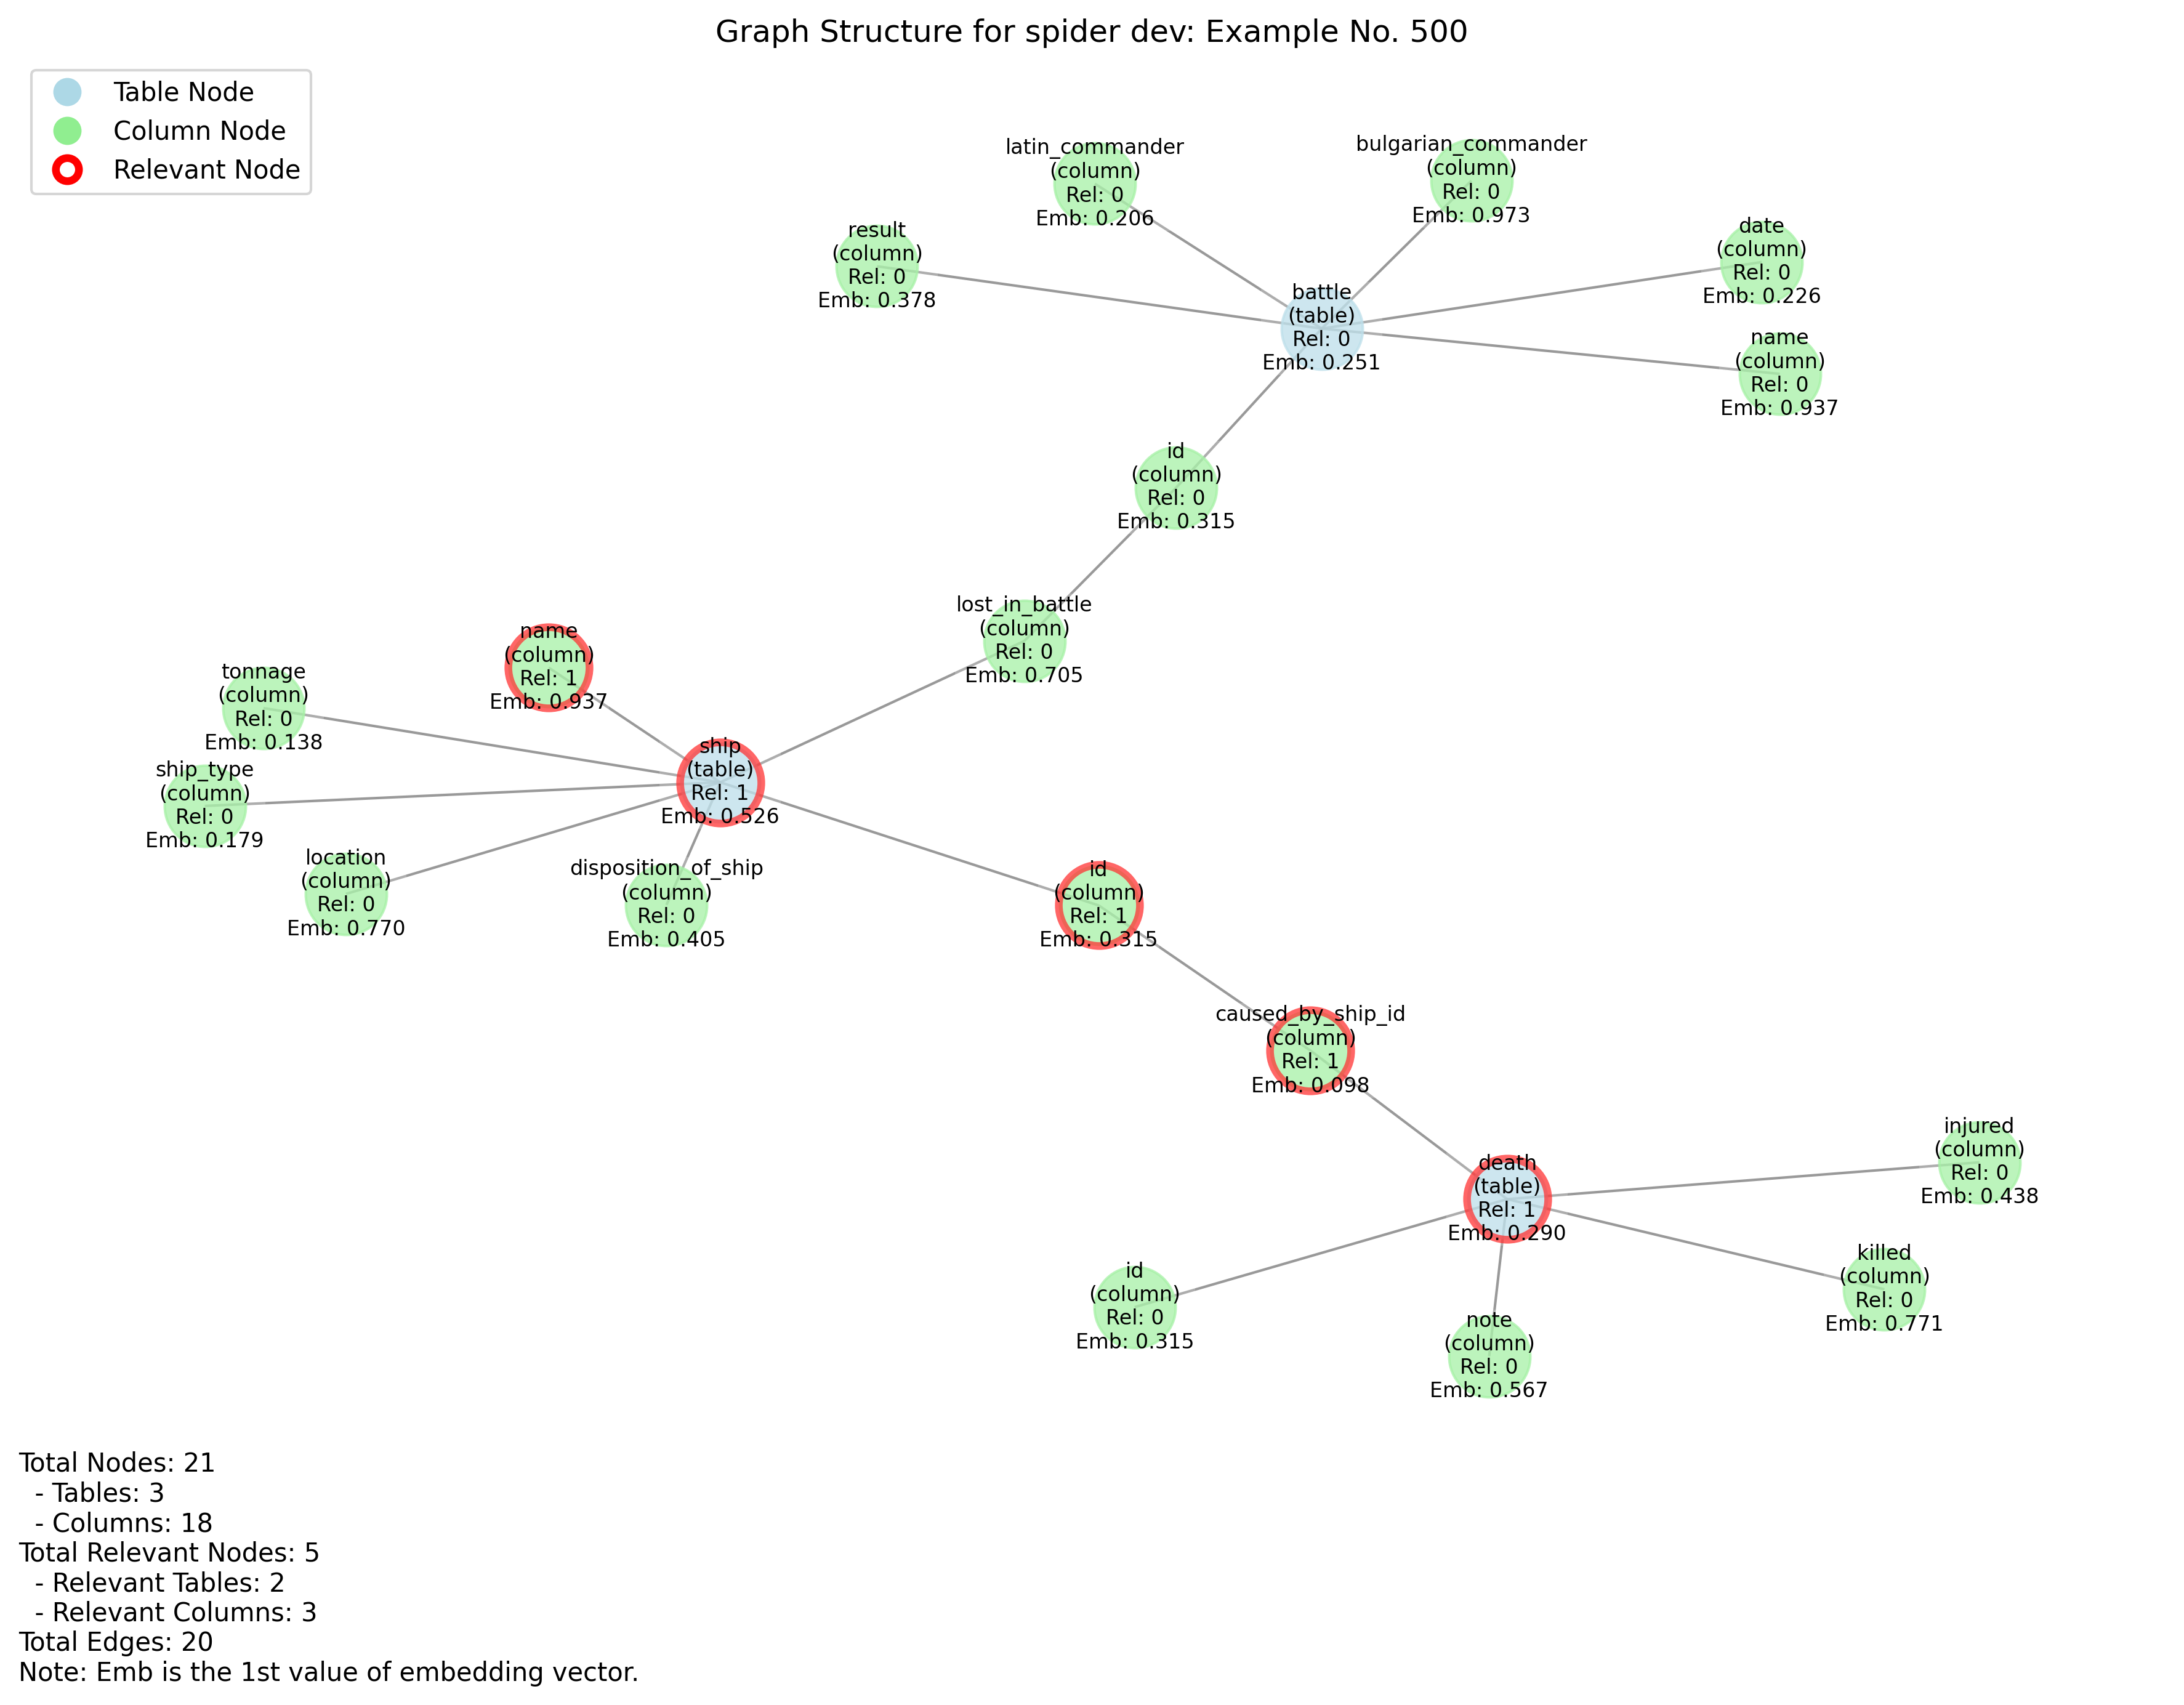 Graph Structure for spider dev: Example No. 500
Table Node
Column Node
Relevant Node
latin_commander
(column)
Rel: 0
Emb: 0.206
bulgarian_commander
(column)
Rel: 0
Emb: 0.973
result
(column)
Rel: 0
Emb: 0.378
date
(column)
Rel: 0
Emb: 0.226
battle
(table)
Rel: 0
Emb: 0.251
name
(column)
Rel: 0
Emb: 0.937
id
(column)
Rel: 0
Emb: 0.315
lost_in_battle
(column)
Rel: 0
Emb: 0.705
name
(column)
Rel: 1
Emb: 0.937
tonnage
(column)
Rel: 0
Emb: 0.138
ship
(table)
Rel: 1
Emb: 0.526
ship_type
(column)
Rel: 0
Emb: 0.179
location
(column)
Rel: 0
Emb: 0.770
disposition_of_ship
(column)
Rel: 0
Emb: 0.405
id
(column)
Rel: 1
Emb: 0.315
caused_by_ship_id
(column)
Rel: 1
Emb: 0.098
injured
(column)
Rel: 0
Emb: 0.438
death
(table)
Rel: 1
Emb: 0.290
killed
(column)
Rel: 0
Emb: 0.771
id
(column)
Rel: 0
Emb: 0.315
note
(column)
Rel: 0
Emb: 0.567
Total Nodes: 21
- Tables: 3
- Columns: 18
Total Relevant Nodes: 5
- Relevant Tables: 2
- Relevant Columns: 3
Total Edges: 20
Note: Emb is the 1st value of embedding vector.